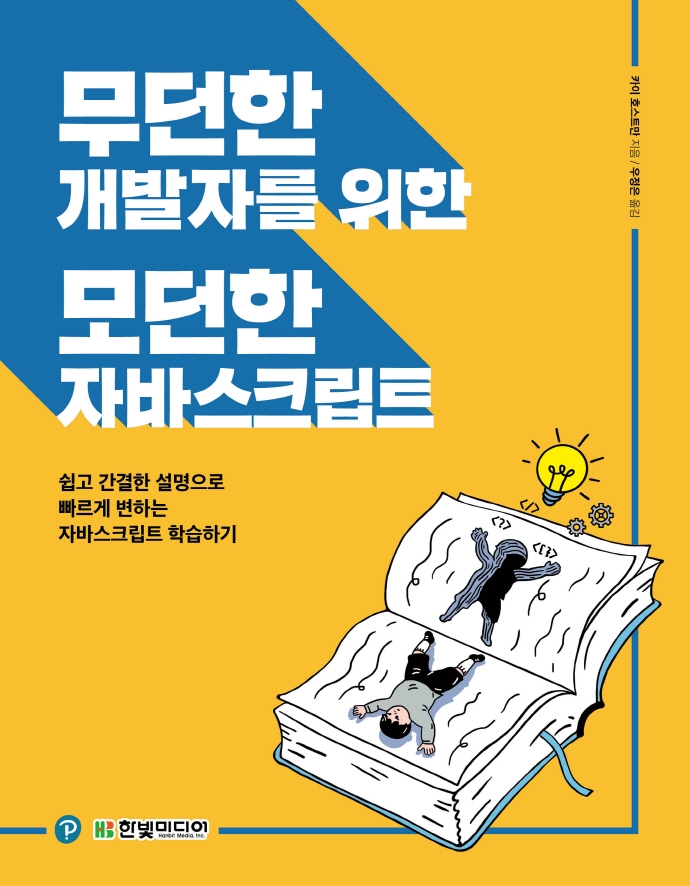 무던한
개발자를 위한
모던한
자바스크립트
쉽고 간결한 설명으로
빠르게 변하는
자바스크립트 학습하기
카이 호스트만 지음 / 우정은 옮김
<?>
</>
<{?}>
P
HB 한빛미디어
Hanbit Media, Inc.